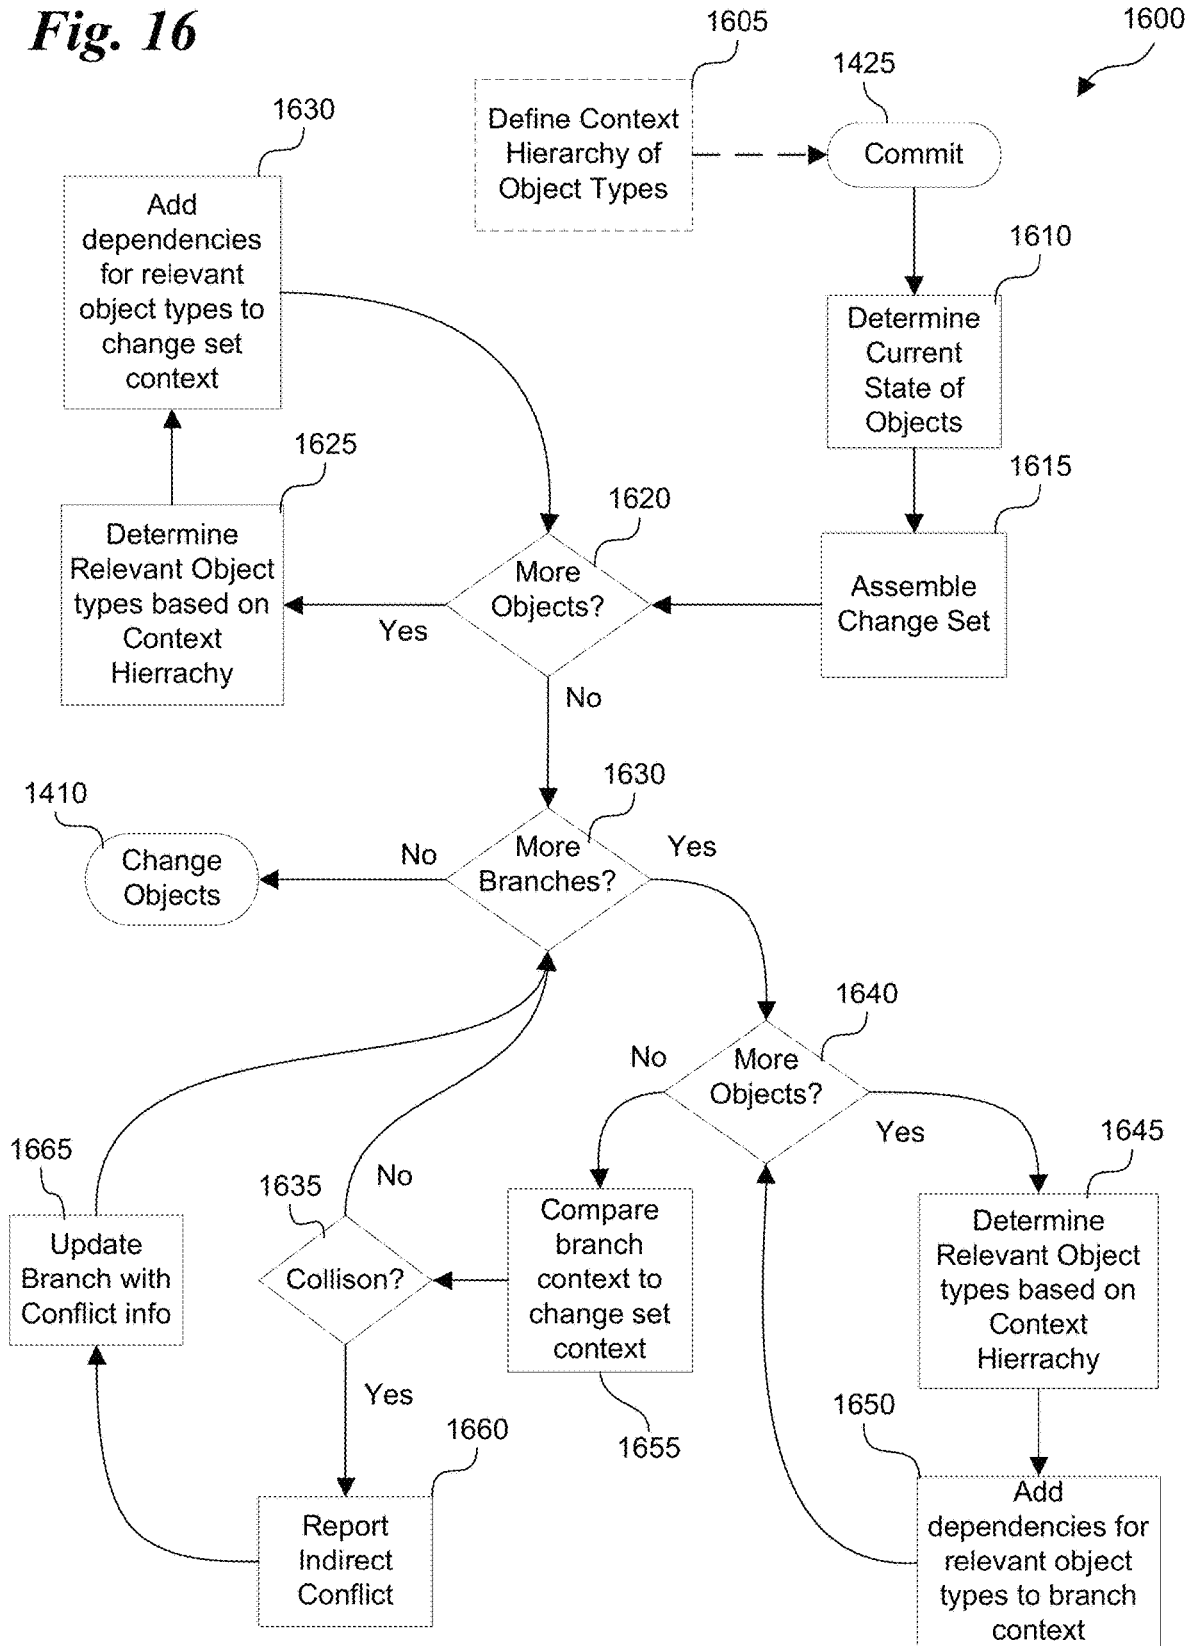 Fig. 16
1600
1605
Define Context
Hierarchy of
Object Types
1425
Commit
1610
Determine
Current
State of
Objects
1615
Assemble
Change Set
1620
More
Objects?
Yes
No
1625
Determine
Relevant Object
types based on
Context
Hierrachy
1630
Add
dependencies
for relevant
object types to
change set
context
1630
More
Branches?
No
Yes
1410
Change
Objects
1640
More
Objects?
No
Yes
1645
Determine
Relevant Object
types based on
Context
Hierrachy
1650
Add
dependencies for
relevant object
types to branch
context
Compare
branch
context to
change set
context
1655
1635
Collison?
No
Yes
1660
Report
Indirect
Conflict
1665
Update
Branch with
Conflict info